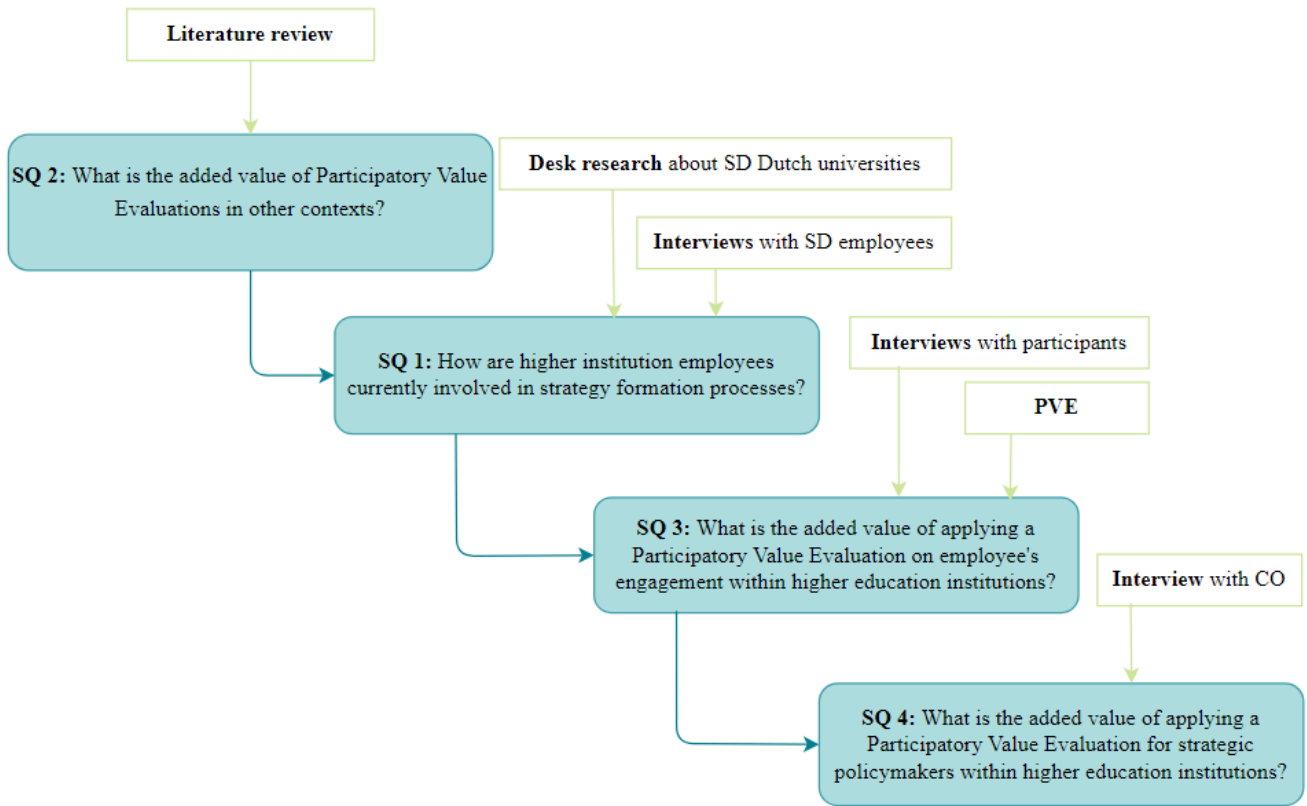 Literature review
SQ 2: What is the added value of Participatory Value
Evaluations in other contexts?
Desk research about SD Dutch universities
Interviews with SD employees
SQ 1: How are higher institution employees
currently involved in strategy formation processes?
Interviews with participants
PVE
SQ 3: What is the added value of applying a
Participatory Value Evaluation on employee's
engagement within higher education institutions?
Interview with CO
SQ 4: What is the added value of applying a
Participatory Value Evaluation for strategic
policymakers within higher education institutions?